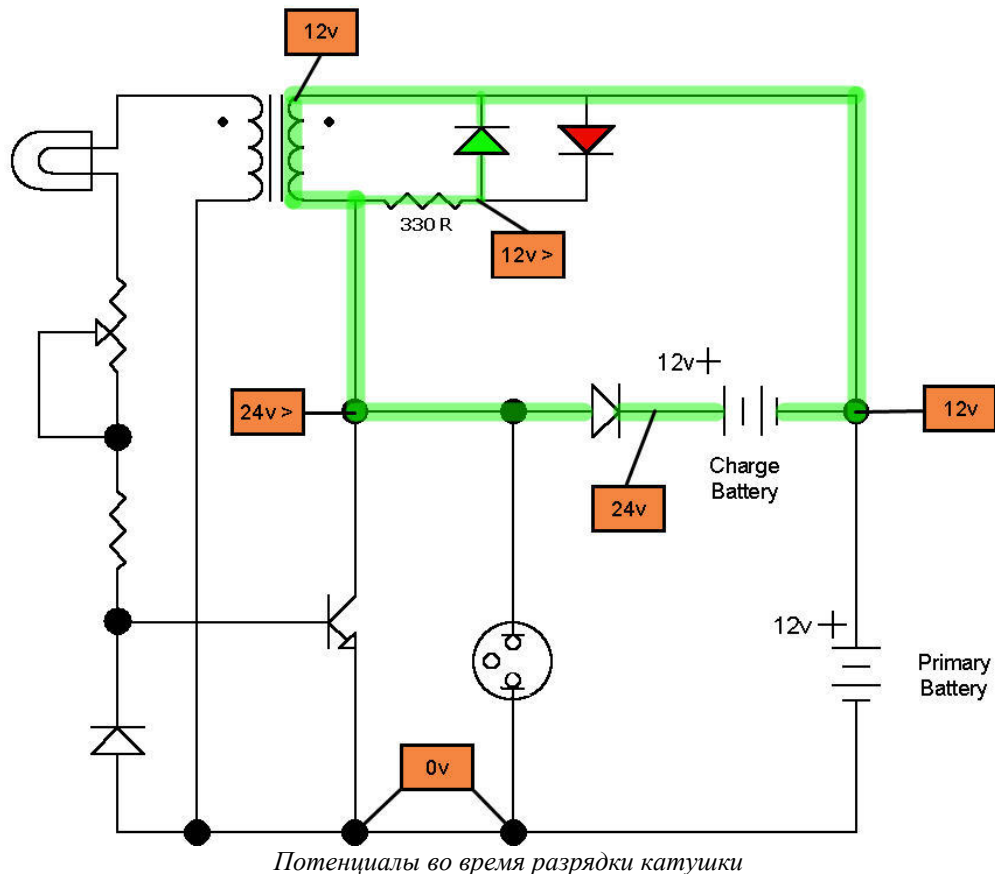 12v
330 R
12v >
12v+
24v >
12v
Charge
Battery
24v
12v+
Primary
Battery
0v
Потенциалы во время разрядки катушки